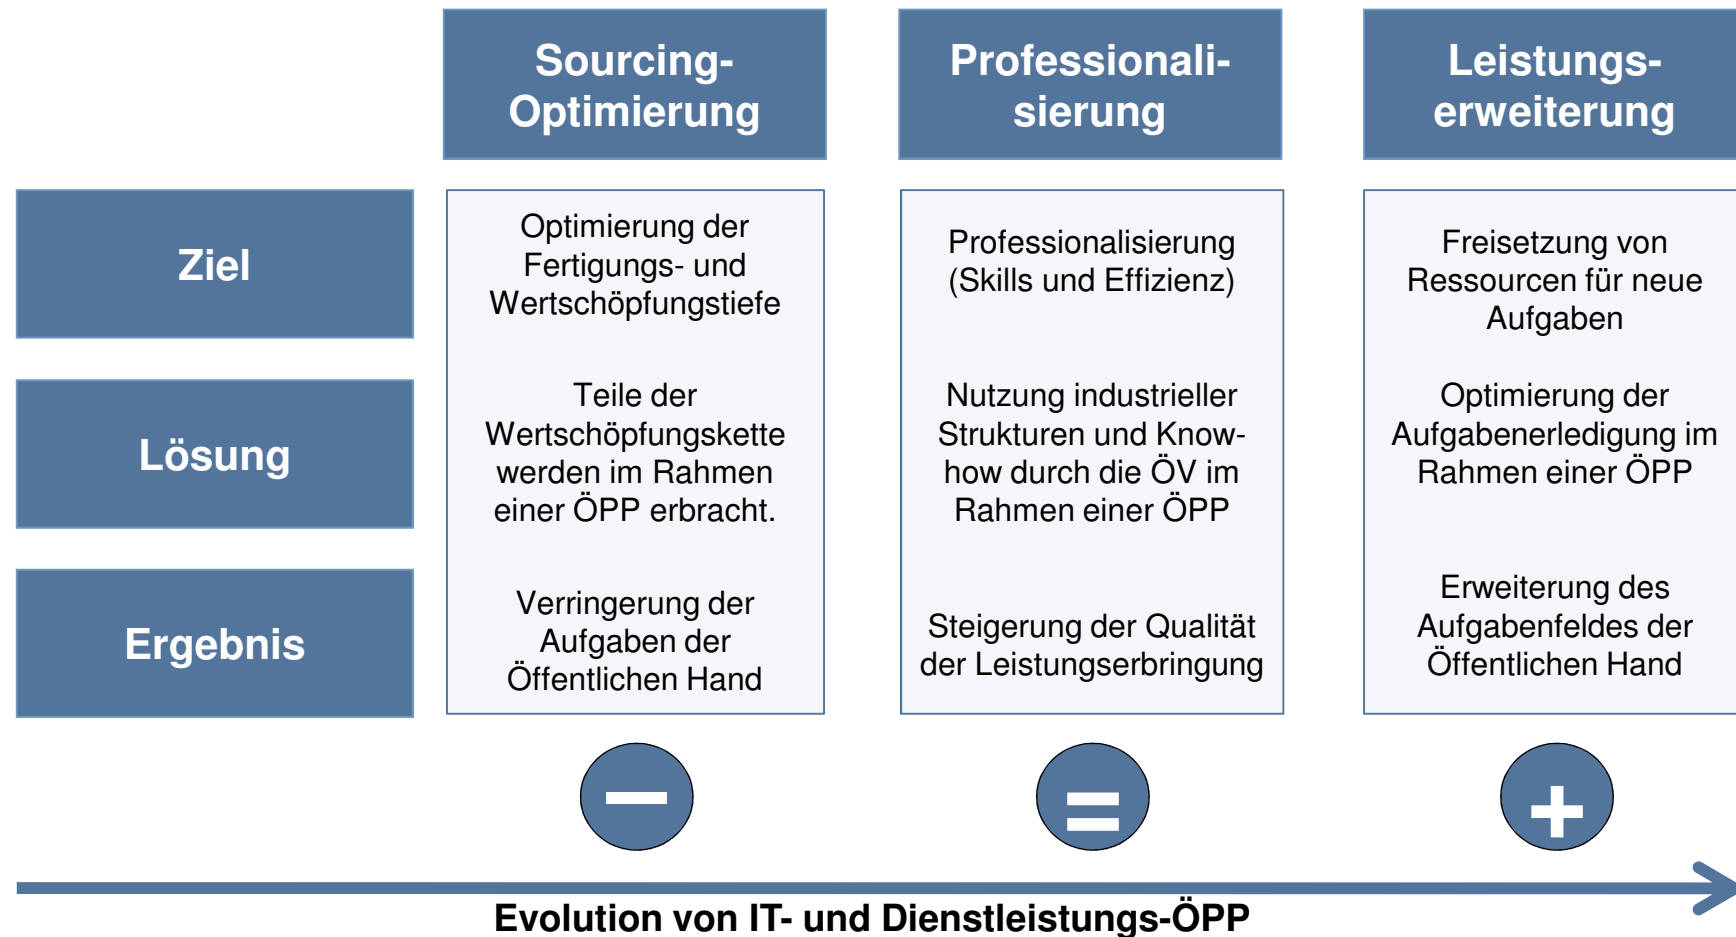 Sourcing-
Optimierung
Professionali-
sierung
Leistungs-
erweiterung
Ziel
Optimierung der
Fertigungs- und
Wertschöpfungstiefe
Professionalisierung
(Skills und Effizienz)
Freisetzung von
Ressourcen für neue
Aufgaben
Lösung
Teile der
Wertschöpfungskette
werden im Rahmen
einer ÖPP erbracht.
Nutzung industrieller
Strukturen und Know-
how durch die ÖV im
Rahmen einer ÖPP
Optimierung der
Aufgabenerledigung im
Rahmen einer ÖPP
Ergebnis
Verringerung der
Aufgaben der
Öffentlichen Hand
Steigerung der Qualität
der Leistungserbringung
Erweiterung des
Aufgabenfeldes der
Öffentlichen Hand
−
=
+
Evolution von IT- und Dienstleistungs-ÖPP